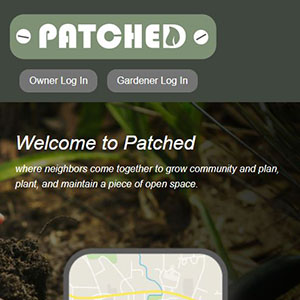 PATCHED
Owner Log In
Gardener Log In
Welcome to Patched
where neighbors come together to grow community and plan,
plant, and maintain a piece of open space.